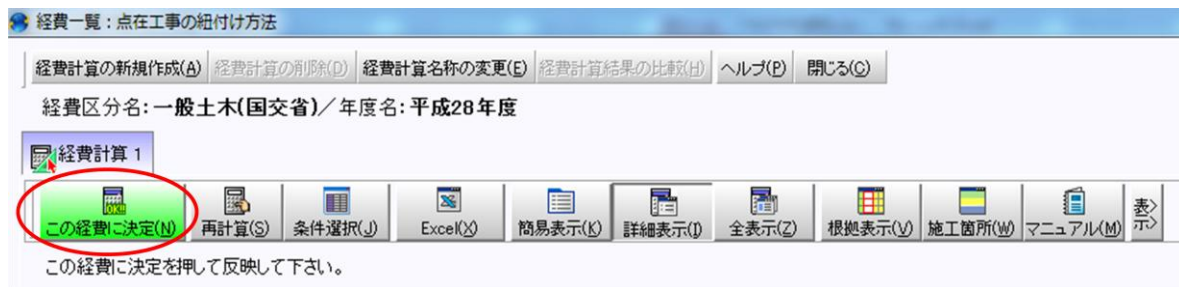 経費一覧：点在工事の紐付け方法
経費計算の新規作成(A) 経費計算の削除(D) 経費計算名称の変更(E) 経費計算結果の比較(H) ヘルプ(P) 閉じる(C)
経費区分名：一般土木(国交省)／年度名：平成28年度
経費計算 1
この経費に決定(N) 再計算(S) 条件選択(J) Excel(X) 簡易表示(K) 詳細表示(I) 全表示(Z) 根拠表示(V) 施工箇所(W) マニュアル(M) 表示>>
この経費に決定を押して反映して下さい。